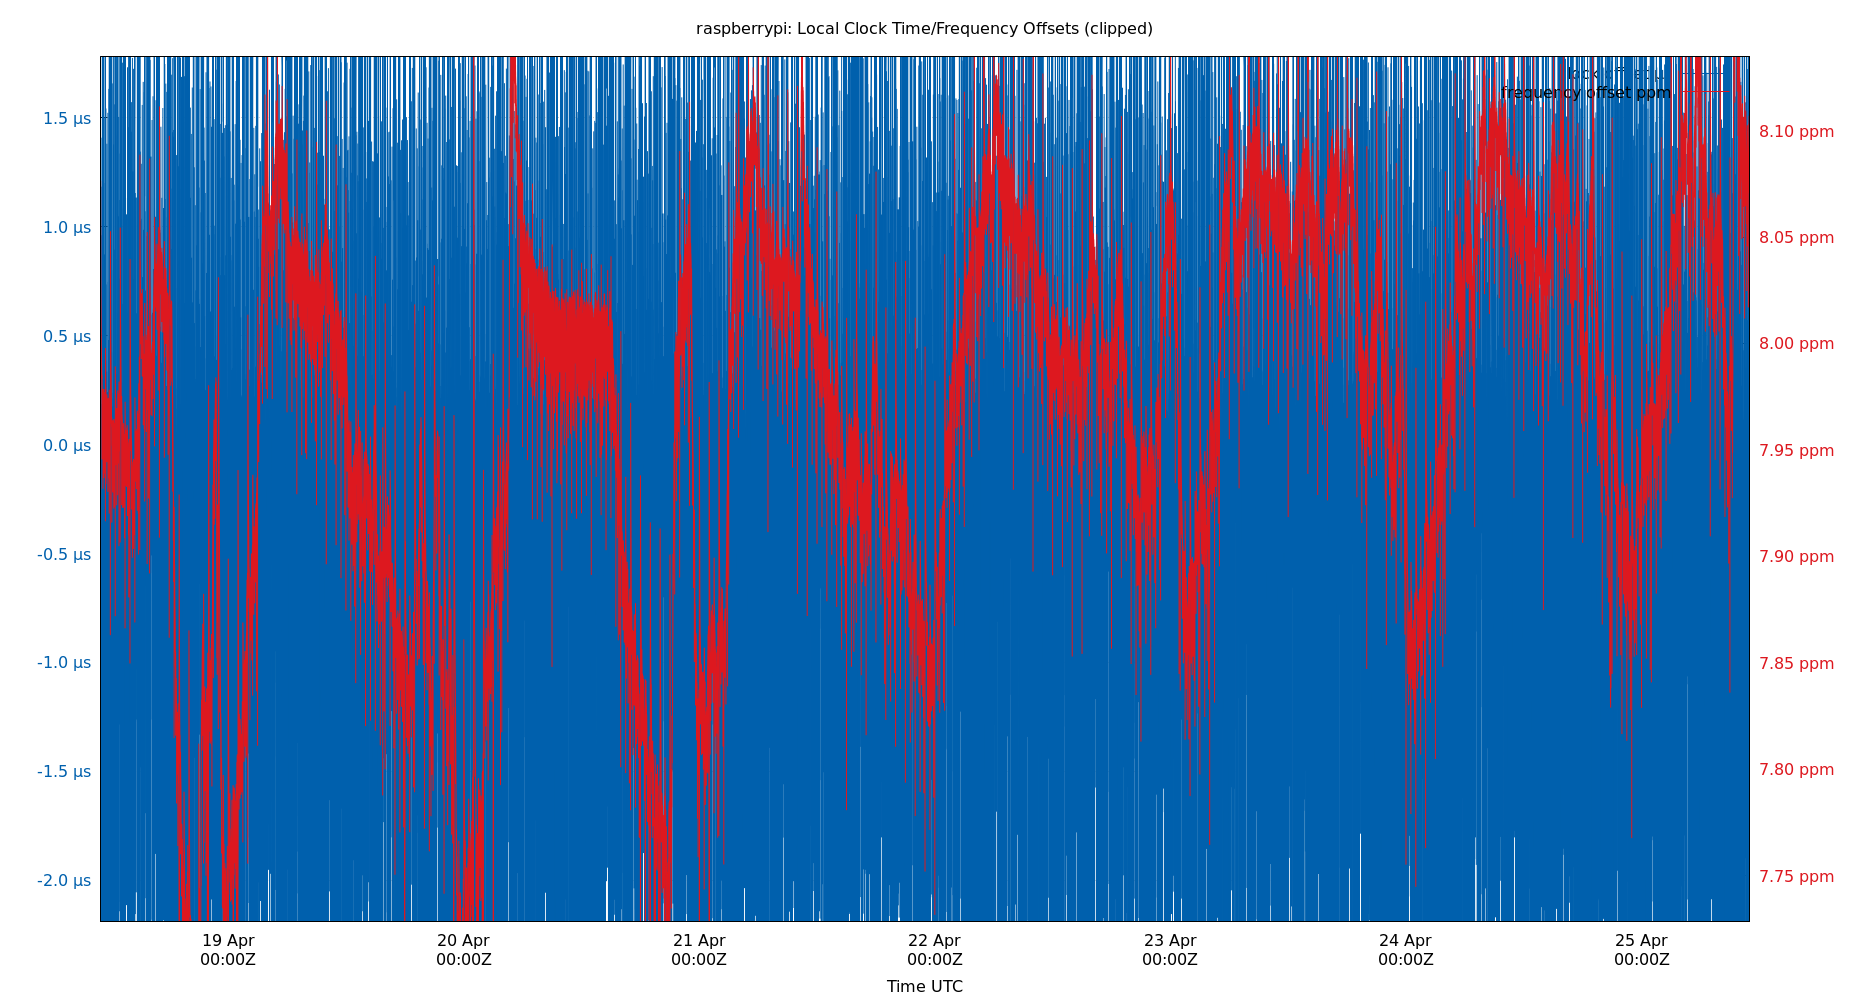 raspberrypi: Local Clock Time/Frequency Offsets (clipped)
frequency offset ppm
1.5 µs
1.0 µs
0.5 µs
0.0 µs
-0.5 µs
-1.0 µs
-1.5 µs
-2.0 µs
8.10 ppm
8.05 ppm
8.00 ppm
7.95 ppm
7.90 ppm
7.85 ppm
7.80 ppm
7.75 ppm
19 Apr
00:00Z
20 Apr
00:00Z
21 Apr
00:00Z
22 Apr
00:00Z
23 Apr
00:00Z
24 Apr
00:00Z
25 Apr
00:00Z
Time UTC